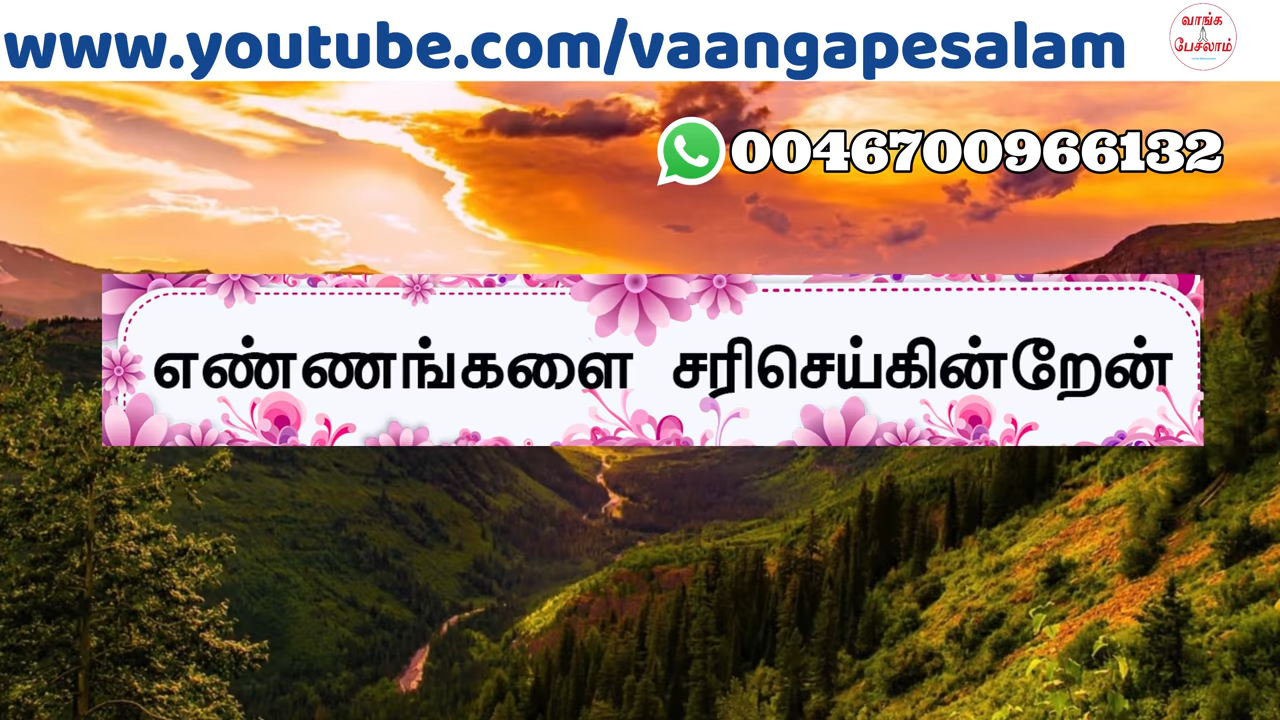 www.youtube.com/vaangapesalam
வாங்க
பேசலாம்
0046700966132
எண்ணங்களை சரிசெய்கின்றேன்